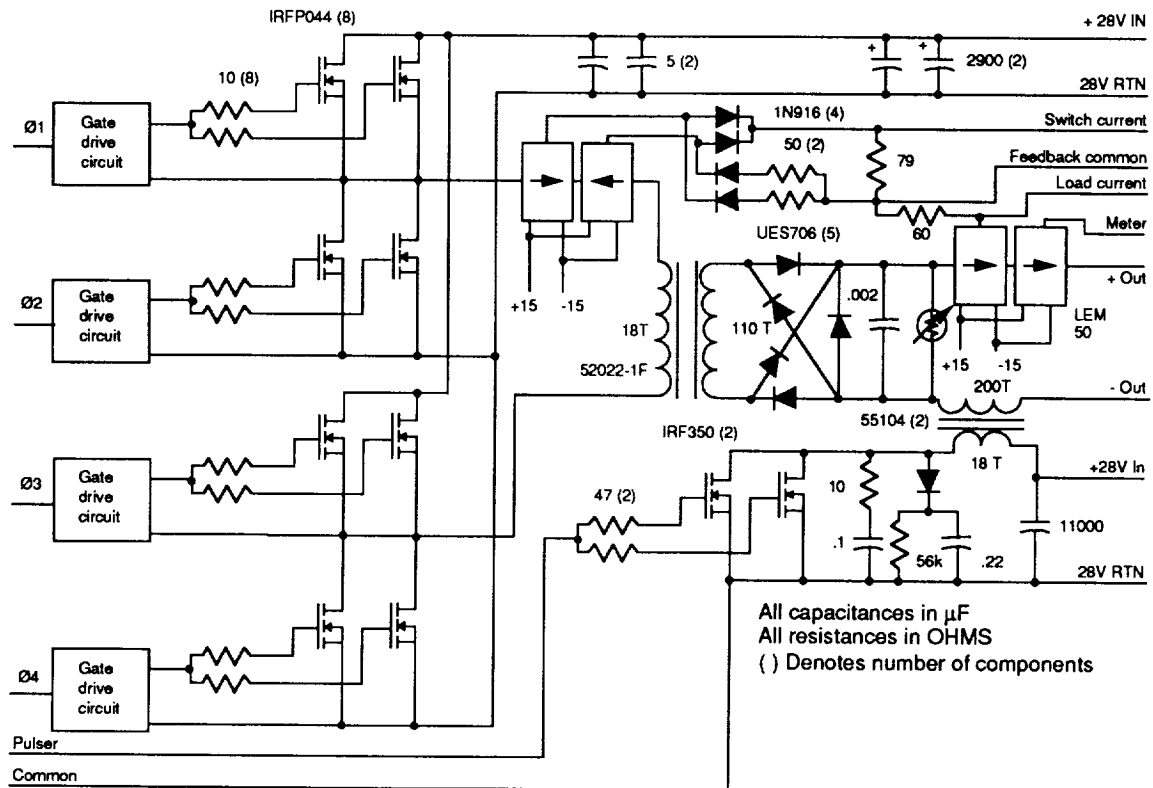 IRFP044 (8)
+ 28V IN
10 (8)
5 (2)
+
+
2900 (2)
28V RTN
Ø1
Gate
drive
circuit
1N916 (4)
Switch current
50 (2)
79
Feedback common
Load current
60
Meter
UES706 (5)
Ø2
Gate
drive
circuit
+15
-15
18T
110 T
.002
+ Out
LEM
50
+15
-15
52022-1F
200T
- Out
55104 (2)
IRF350 (2)
18 T
+28V In
Ø3
Gate
drive
circuit
47 (2)
10
.1
56k
.22
11000
28V RTN
All capacitances in µF
All resistances in OHMS
( ) Denotes number of components
Ø4
Gate
drive
circuit
Pulser
Common